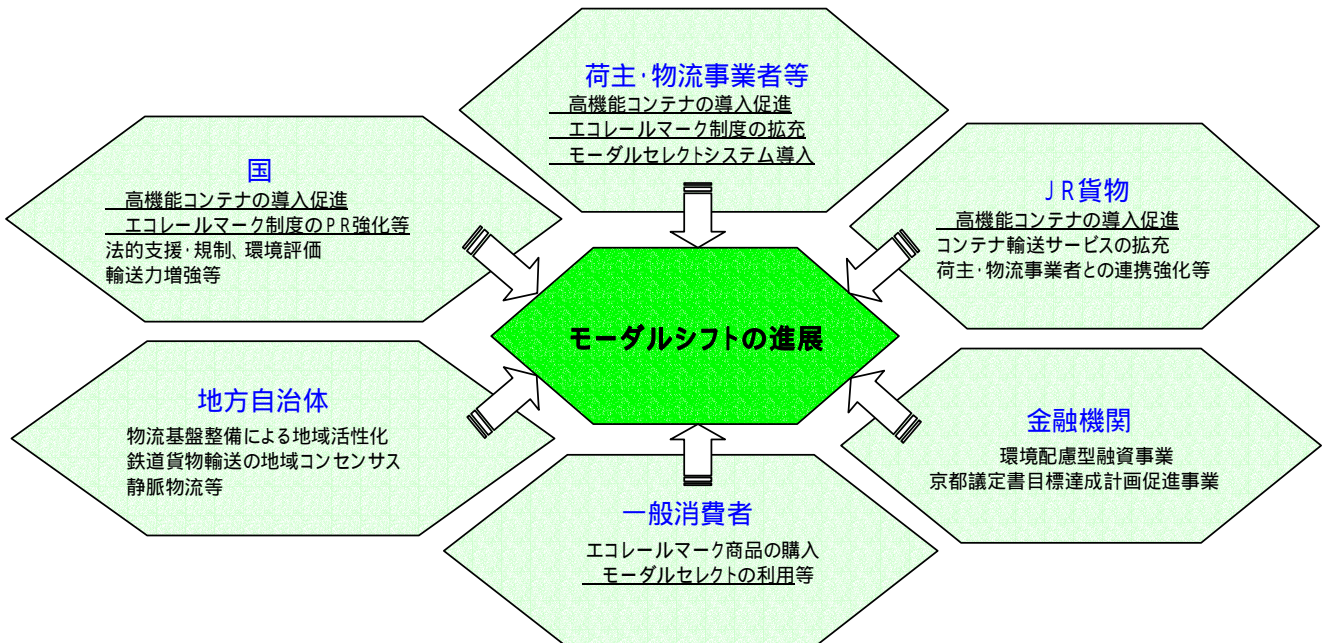 荷主・物流事業者等
高機能コンテナの導入促進
エコレールマーク制度の拡充
モーダルセレクトシステム導入
国
高機能コンテナの導入促進
エコレールマーク制度のPR強化等
法的支援・規制、環境評価
輸送力増強等
JR貨物
高機能コンテナの導入促進
コンテナ輸送サービスの拡充
荷主・物流事業者との連携強化等
モーダルシフトの進展
地方自治体
物流基盤整備による地域活性化
鉄道貨物輸送の地域コンセンサス
静脈物流等
金融機関
環境配慮型融資事業
京都議定書目標達成計画促進事業
一般消費者
エコレールマーク商品の購入
モーダルセレクトの利用等